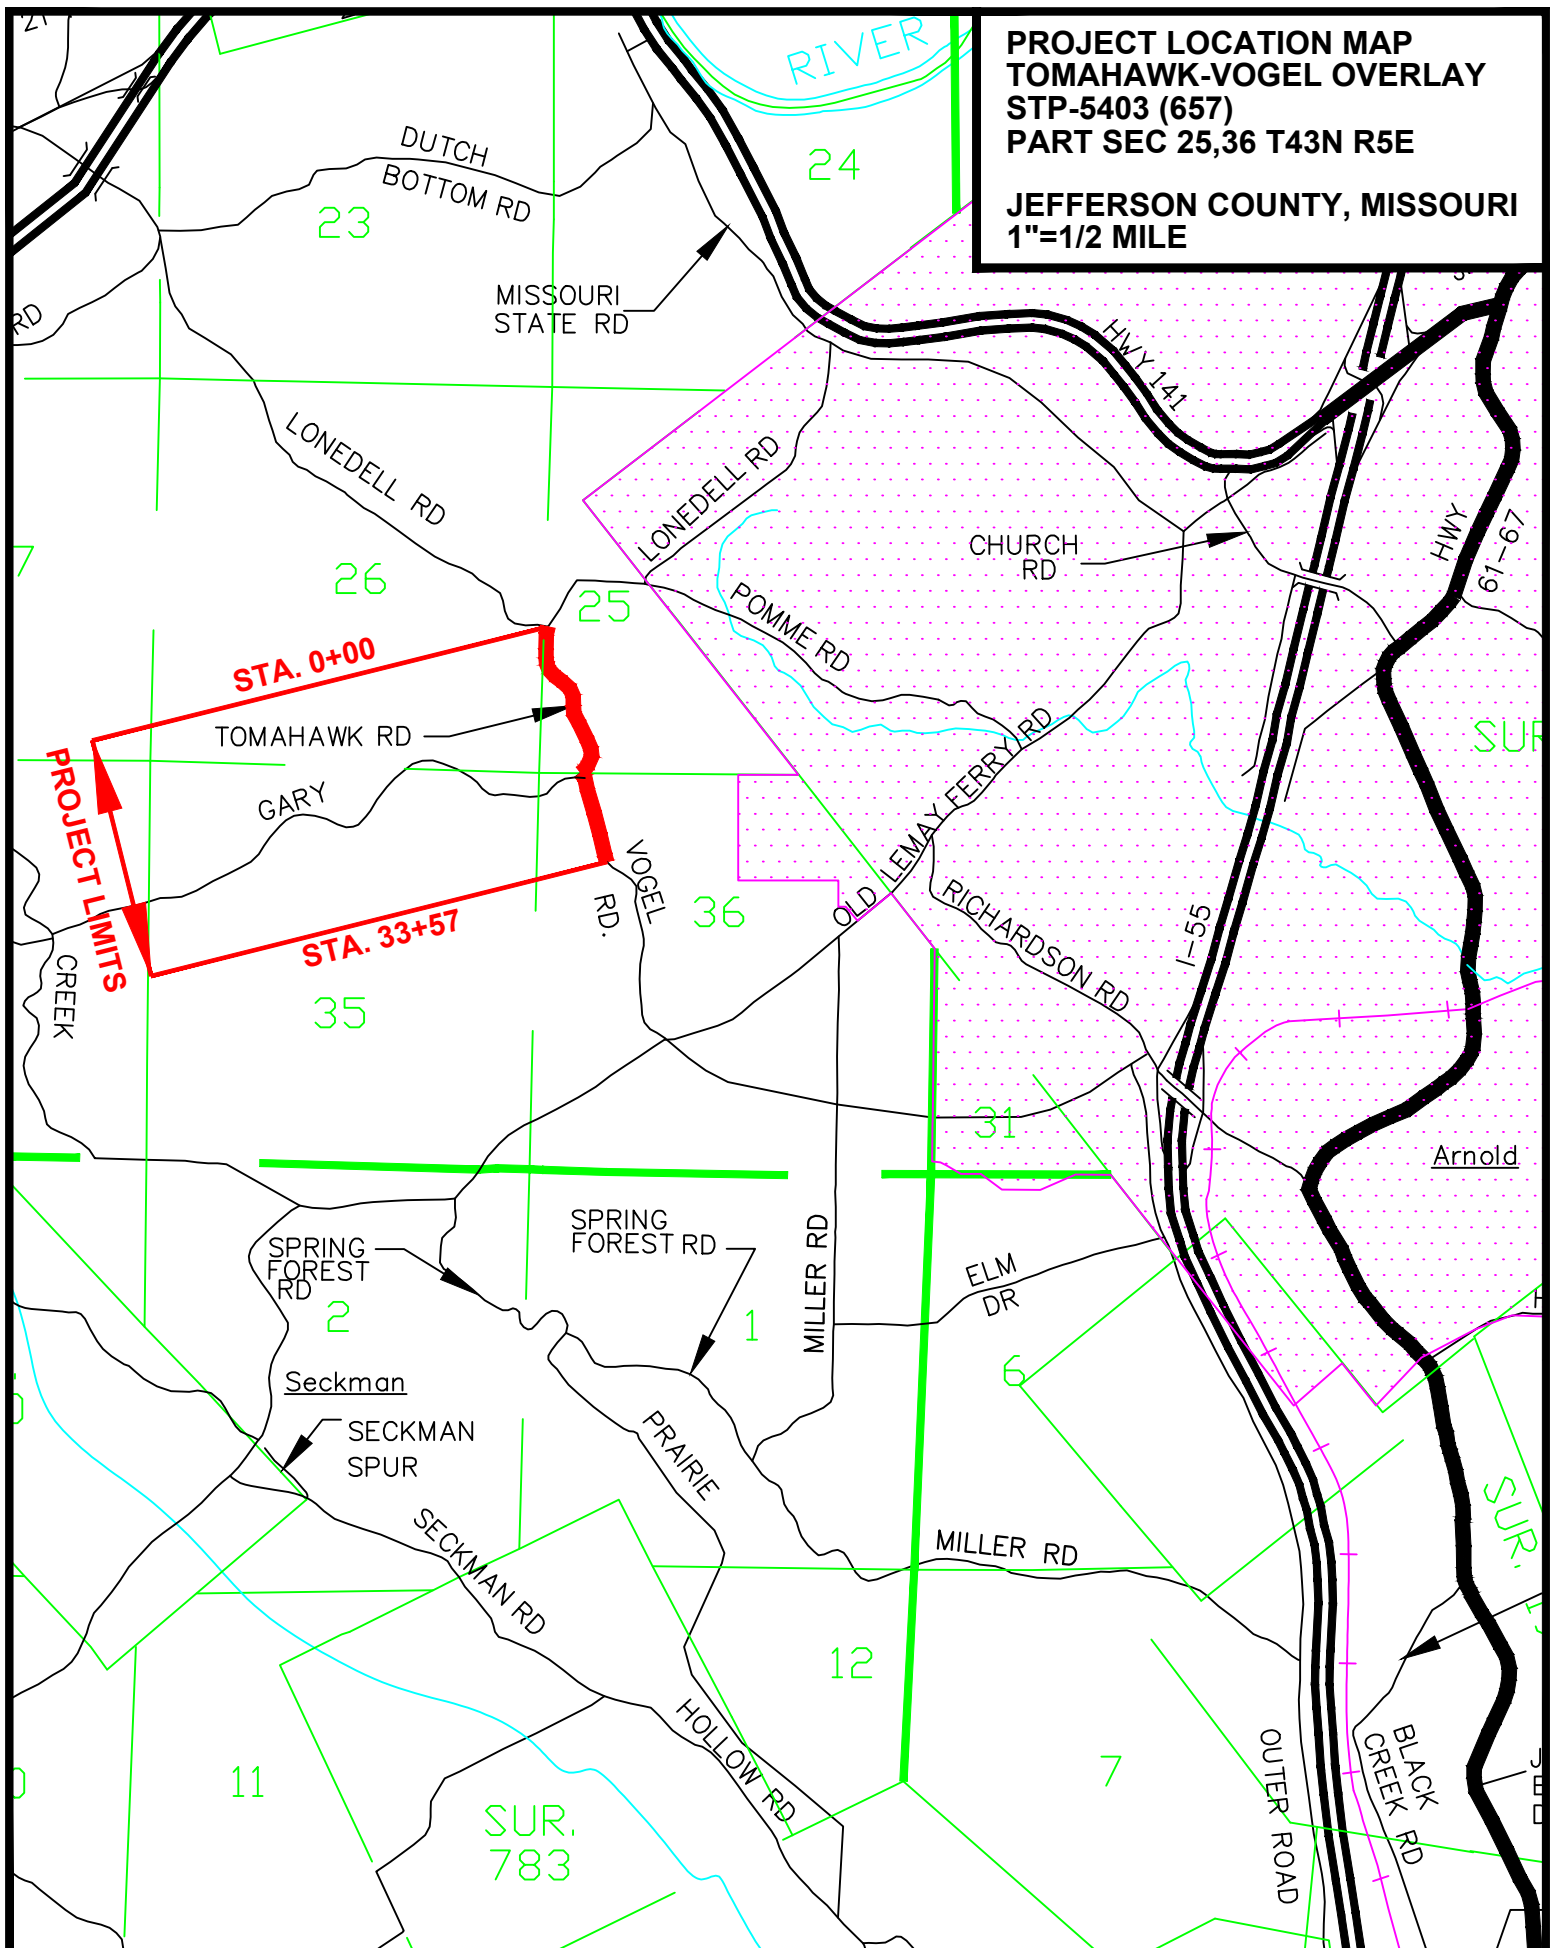 PROJECT LOCATION MAP
TOMAHAWK-VOGEL OVERLAY
STP-5403 (657)
PART SEC 25,36 T43N R5E
JEFFERSON COUNTY, MISSOURI
1"=1/2 MILE
RIVER
DUTCH
BOTTOM RD
24
23
MISSOURI
STATE RD
RD
HWY 141
LONEDELL RD
LONEDELL RD
HWY
61-67
CHURCH
RD
26
25
POMME RD
STA. 0+00
TOMAHAWK RD
PROJECT LIMITS
GARY
SUR
OLD LEMAY FERRY RD
VOGEL
RD.
36
RICHARDSON RD
STA. 33+57
I-55
CREEK
35
31
Arnold
SPRING
FOREST RD
SPRING
FOREST
RD
MILLER RD
ELM
DR
2
1
6
Seckman
SECKMAN
SPUR
PRAIRIE
SUR.
SECKMAN RD
MILLER RD
12
HOLLOW RD
7
11
OUTER ROAD
BLACK
CREEK RD
SUR.
783